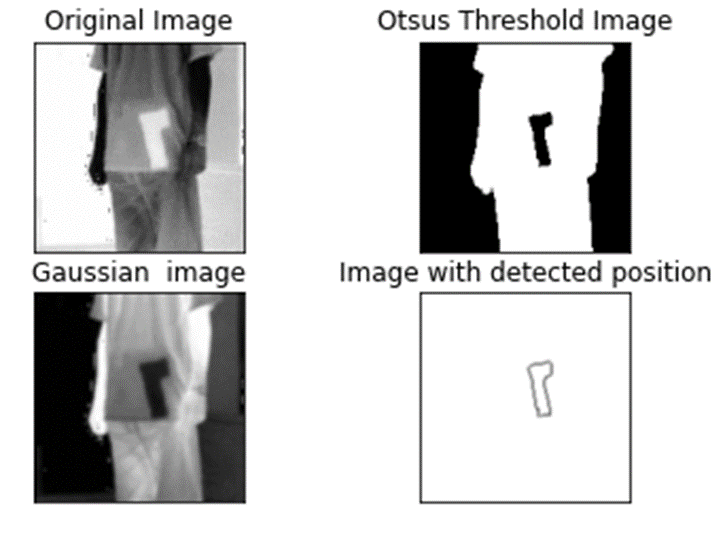 Original Image
Otsus Threshold Image
Gaussian  image
Image with detected position